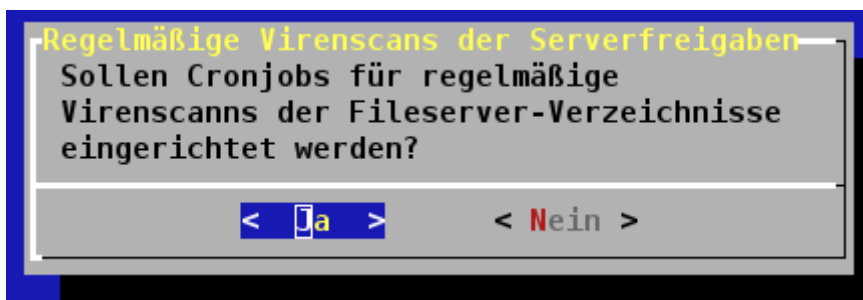 Regelmäßige Virenscans der Serverfreigaben
Sollen Cronjobs für regelmäßige
Virenscanns der Fileserver-Verzeichnisse
eingerichtet werden?
< Ja > < Nein >